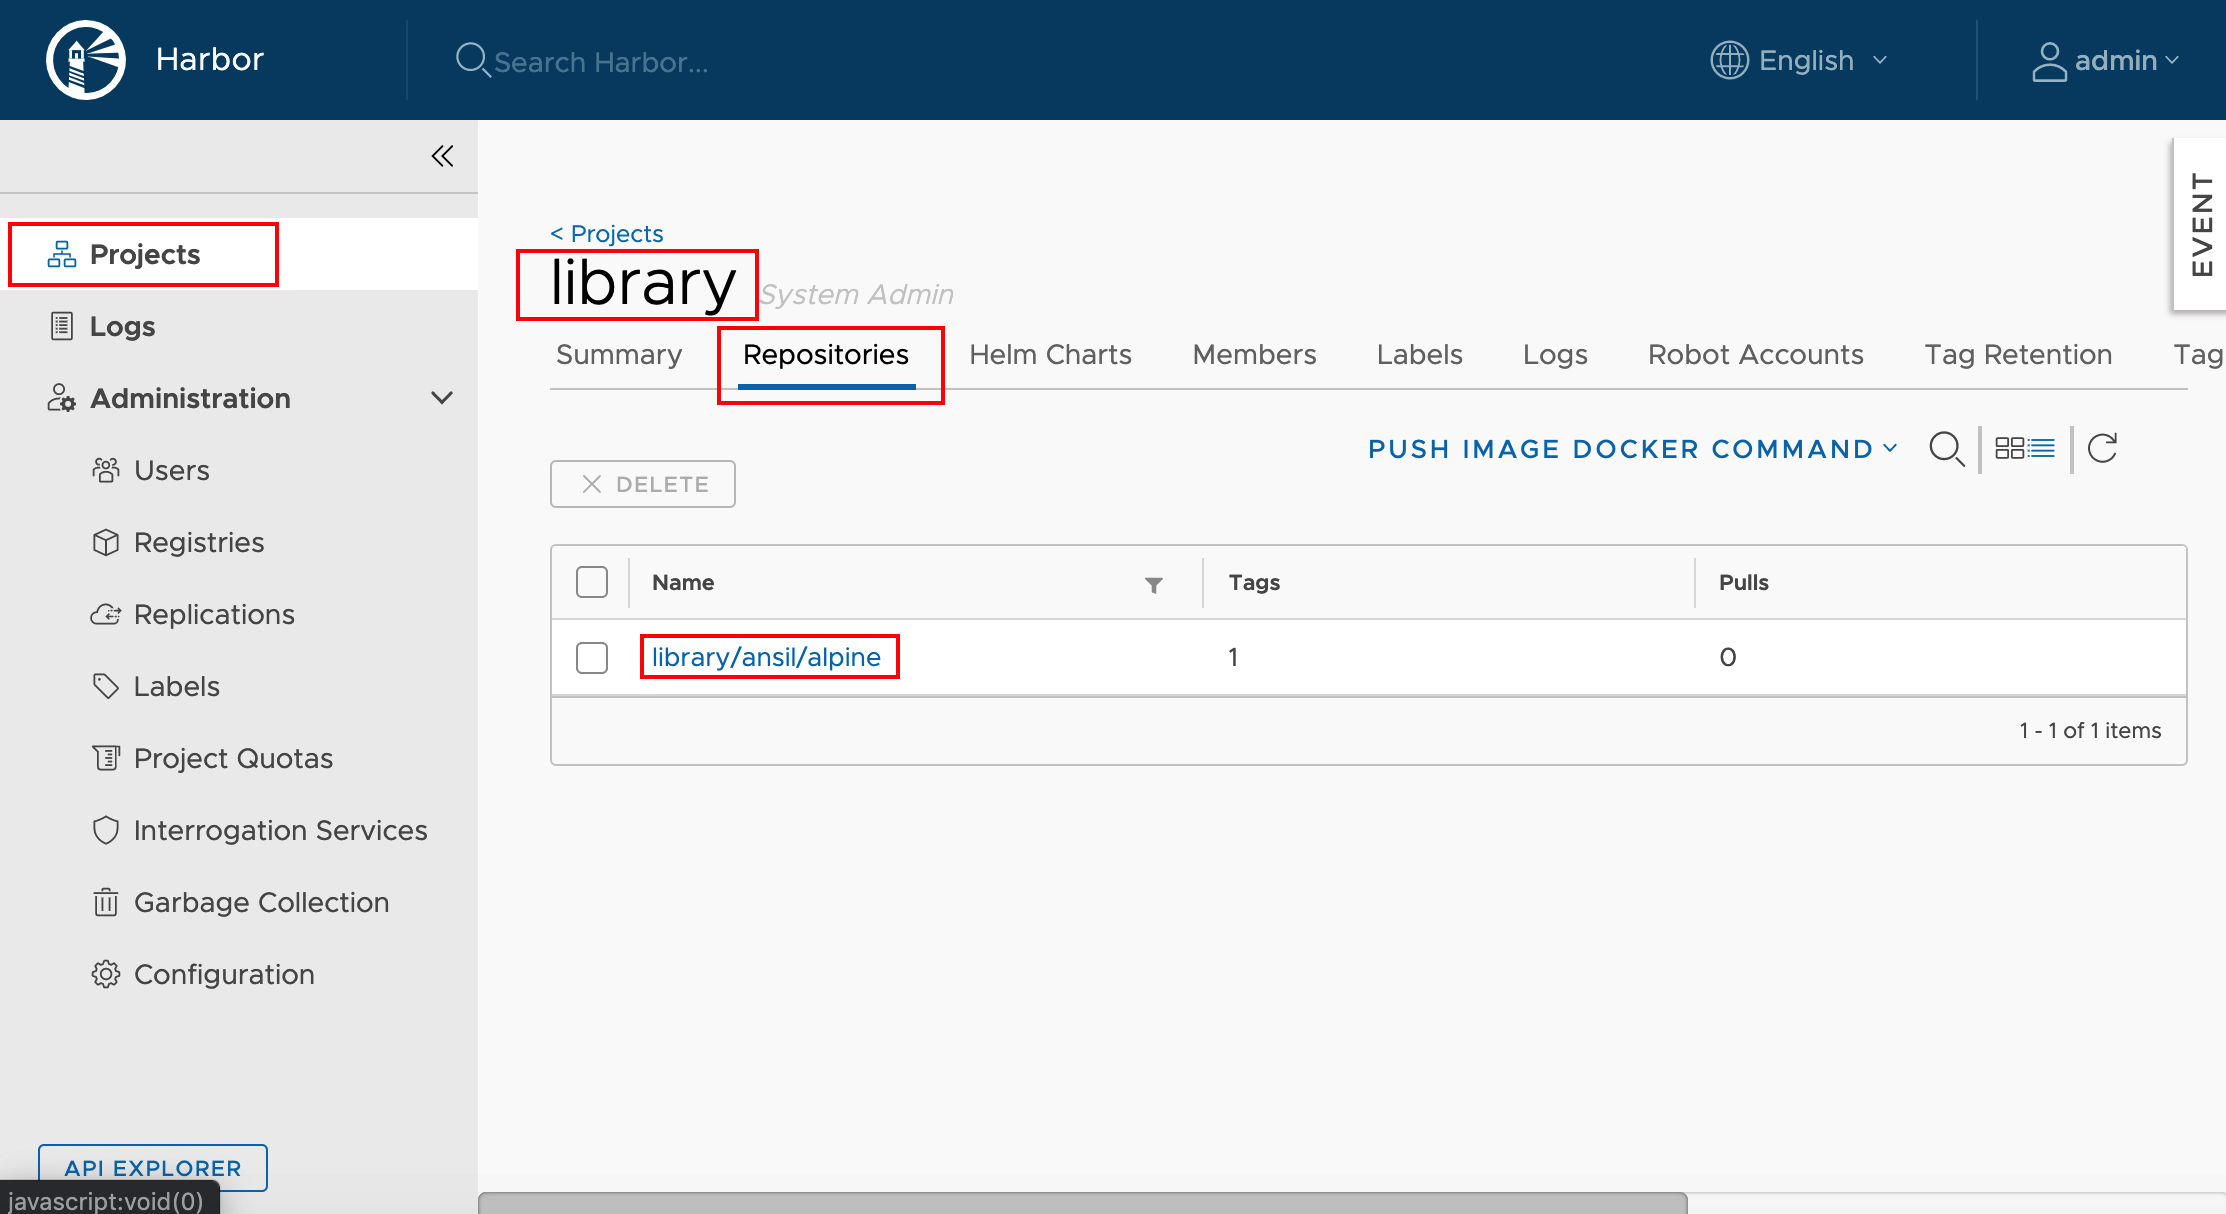 Harbor
Search Harbor...
English
admin
Projects
Logs
Administration
Users
Registries
Replications
Labels
Project Quotas
Interrogation Services
Garbage Collection
Configuration
API EXPLORER
javascript:void(0)
EVENT
< Projects
library System Admin
Summary Repositories Helm Charts Members Labels Logs Robot Accounts Tag Retention Tag
PUSH IMAGE DOCKER COMMAND
DELETE
Name Tags Pulls
library/ansil/alpine 1 0
1 - 1 of 1 items